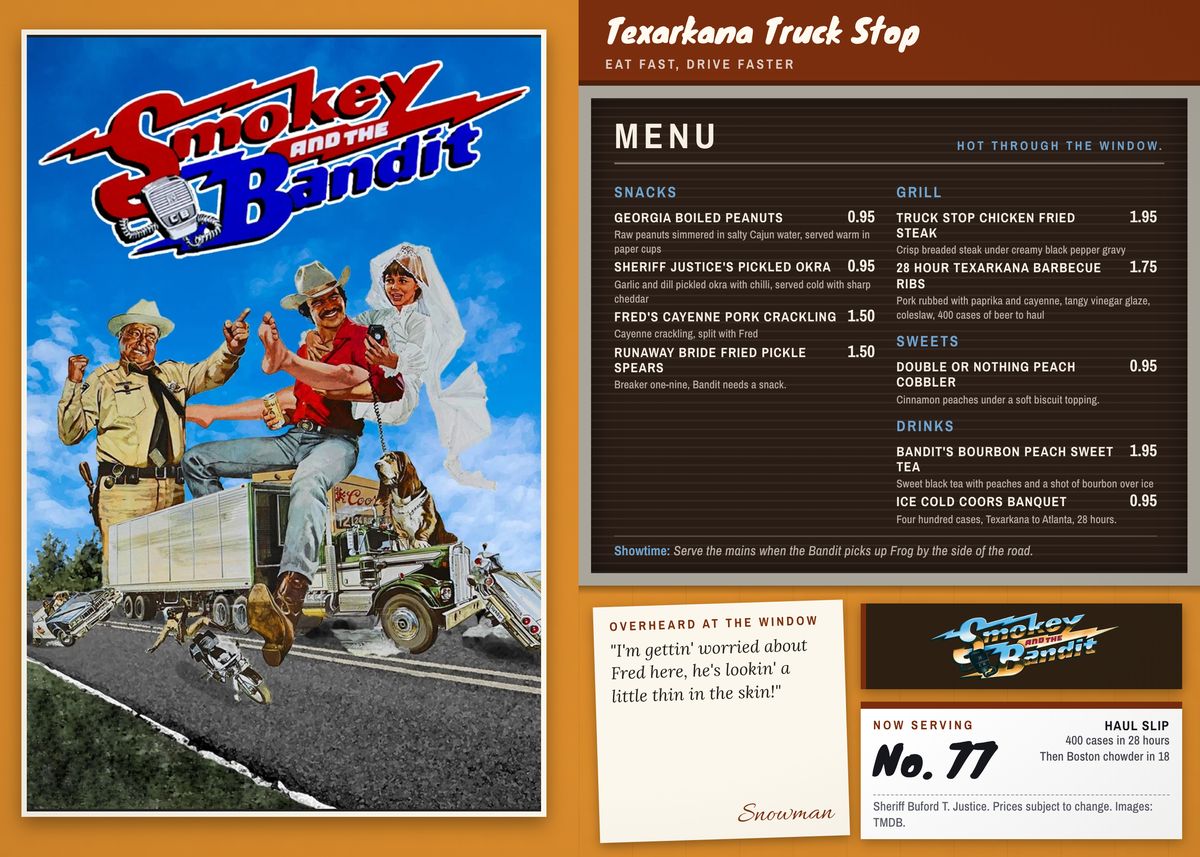 Smokey
AND THE
Bandit
CB
Coor
Texarkana Truck Stop
EAT FAST, DRIVE FASTER
MENU
HOT THROUGH THE WINDOW.
SNACKS
GEORGIA BOILED PEANUTS 0.95
Raw peanuts simmered in salty Cajun water, served warm in
paper cups
SHERIFF JUSTICE'S PICKLED OKRA 0.95
Garlic and dill pickled okra with chilli, served cold with sharp
cheddar
FRED'S CAYENNE PORK CRACKLING 1.50
Cayenne crackling, split with Fred
RUNAWAY BRIDE FRIED PICKLE 1.50
SPEARS
Breaker one-nine, Bandit needs a snack.
GRILL
TRUCK STOP CHICKEN FRIED 1.95
STEAK
Crisp breaded steak under creamy black pepper gravy
28 HOUR TEXARKANA BARBECUE 1.75
RIBS
Pork rubbed with paprika and cayenne, tangy vinegar glaze,
coleslaw, 400 cases of beer to haul
SWEETS
DOUBLE OR NOTHING PEACH 0.95
COBBLER
Cinnamon peaches under a soft biscuit topping.
DRINKS
BANDIT'S BOURBON PEACH SWEET 1.95
TEA
Sweet black tea with peaches and a shot of bourbon over ice
ICE COLD COORS BANQUET 0.95
Four hundred cases, Texarkana to Atlanta, 28 hours.
Showtime: Serve the mains when the Bandit picks up Frog by the side of the road.
OVERHEARD AT THE WINDOW
"I'm gettin' worried about
Fred here, he's lookin' a
little thin in the skin!"
Snowman
Smokey
AND THE
Bandit
NOW SERVING
No. 77
HAUL SLIP
400 cases in 28 hours
Then Boston chowder in 18
Sheriff Buford T. Justice. Prices subject to change. Images:
TMDB.